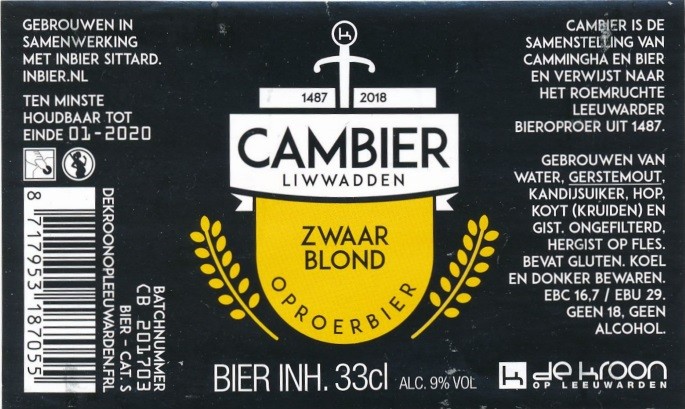 GEBROUWEN IN
SAMENWERKING
MET INBIER SITTARD.
INBIER.NL
TEN MINSTE
HOUDBAAR TOT
EINDE 01-2020
8 717953 187055
DEKROONOPLEEUWARDEN.FRL
BIER - CAT. S
CB 201703
BATCHNUMMER
1487 2018
CAMBIER
LIWWADDEN
ZWAAR
BLOND
OPROERBIER
BIER INH. 33cl ALC. 9% VOL
CAMBIER IS DE
SAMENSTELLING VAN
CAMMINGHA EN BIER
EN VERWIJST NAAR
HET ROEMRUCHTE
LEEUWARDER
BIEROPROER UIT 1487.
GEBROUWEN VAN
WATER, GERSTEMOUT,
KANDIJSUIKER, HOP,
KOYT (KRUIDEN) EN
GIST. ONGEFILTERD,
HERGIST OP FLES.
BEVAT GLUTEN. KOEL
EN DONKER BEWAREN.
EBC 16,7 / EBU 29.
GEEN 18, GEEN
ALCOHOL.
de kroon
OP LEEUWARDEN